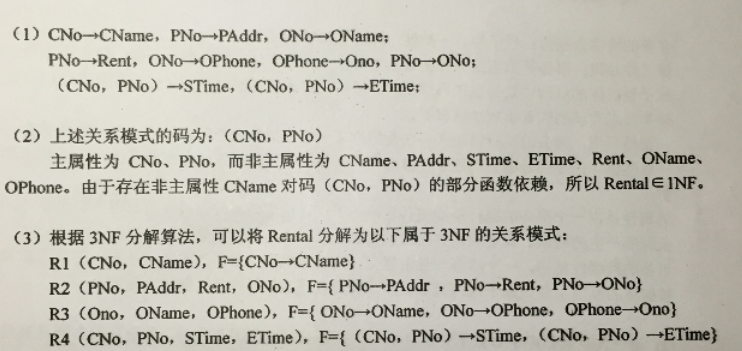 （1）CNo→CName，PNo→PAddr，ONo→OName；
PNo→Rent，ONo→OPhone，OPhone→Ono，PNo→ONo；
（CNo，PNo）→STime，（CNo，PNo）→ETime；
（2）上述关系模式的码为：（CNo，PNo）
主属性为 CNo、PNo，而非主属性为 CName、PAddr、STime、ETime、Rent、OName、
OPhone。由于存在非主属性 CName 对码（CNo，PNo）的部分函数依赖，所以 Rental∈1NF。
（3）根据 3NF 分解算法，可以将 Rental 分解为以下属于 3NF 的关系模式：
R1（CNo，CName），F={CNo→CName}
R2（PNo，PAddr，Rent，ONo），F={ PNo→PAddr ，PNo→Rent，PNo→ONo}
R3（Ono，OName，OPhone），F={ ONo→OName，ONo→OPhone，OPhone→Ono}
R4（CNo，PNo，STime，ETime），F={（CNo，PNo）→STime，（CNo，PNo）→ETime}